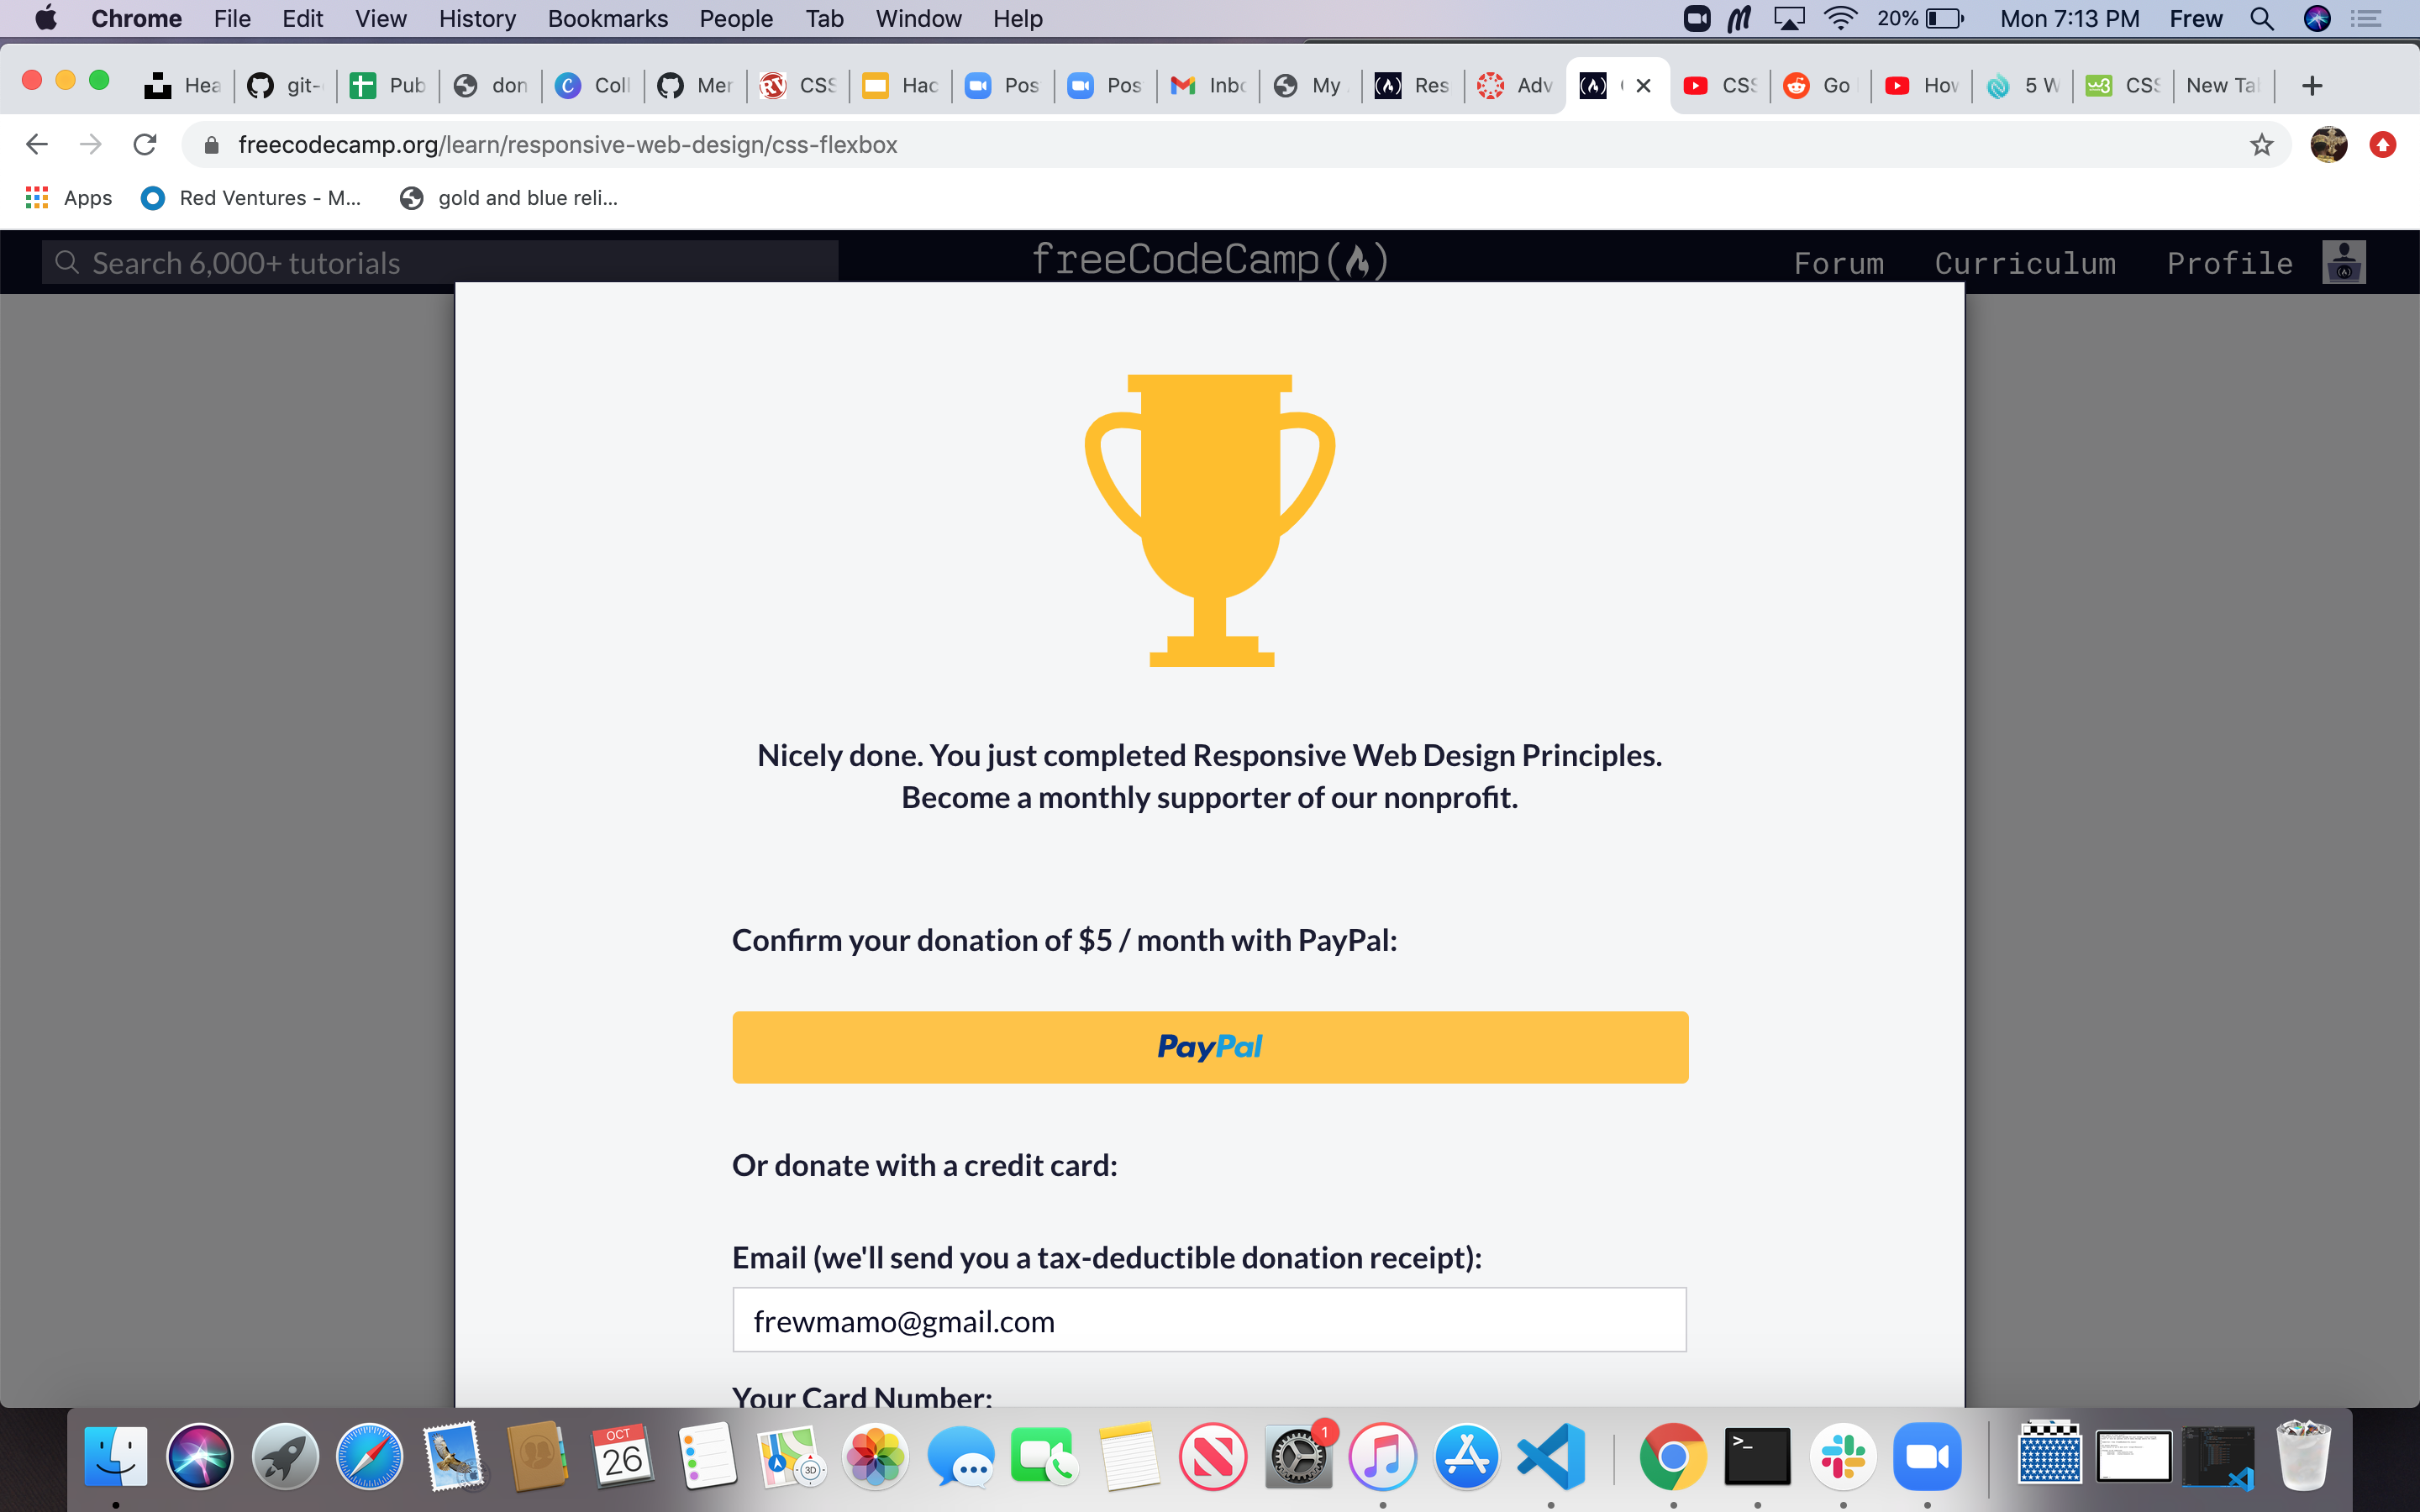 Chrome File Edit View History Bookmarks People Tab Window Help 20% Mon 7:13 PM Frew
Hea git- Pub don Coll Mer CSS Hac Pos Pos Inbo My Res Adv CSS Go How 5 W CSS New Tab
freecodecamp.org/learn/responsive-web-design/css-flexbox
Apps Red Ventures - M... gold and blue reli...
Search 6,000+ tutorials freeCodeCamp Forum Curriculum Profile
Nicely done. You just completed Responsive Web Design Principles.
Become a monthly supporter of our nonprofit.
Confirm your donation of $5 / month with PayPal:
PayPal
Or donate with a credit card:
Email (we'll send you a tax-deductible donation receipt):
frewmamo@gmail.com
Your Card Number:
OCT
26
3D
1